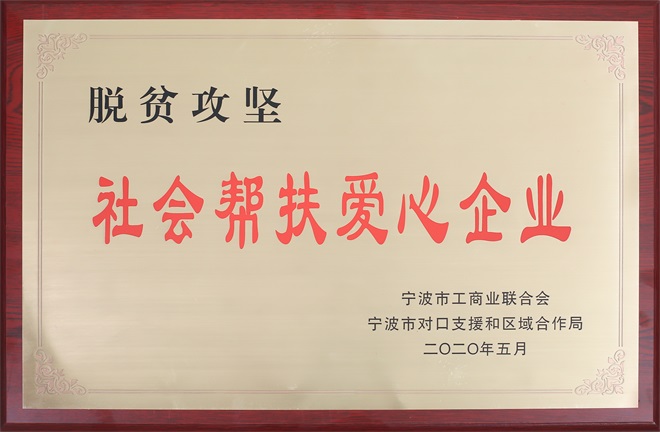 脱贫攻坚
社会帮扶爱心企业
宁波市工商业联合会
宁波市对口支援和区域合作局
二〇二〇年五月